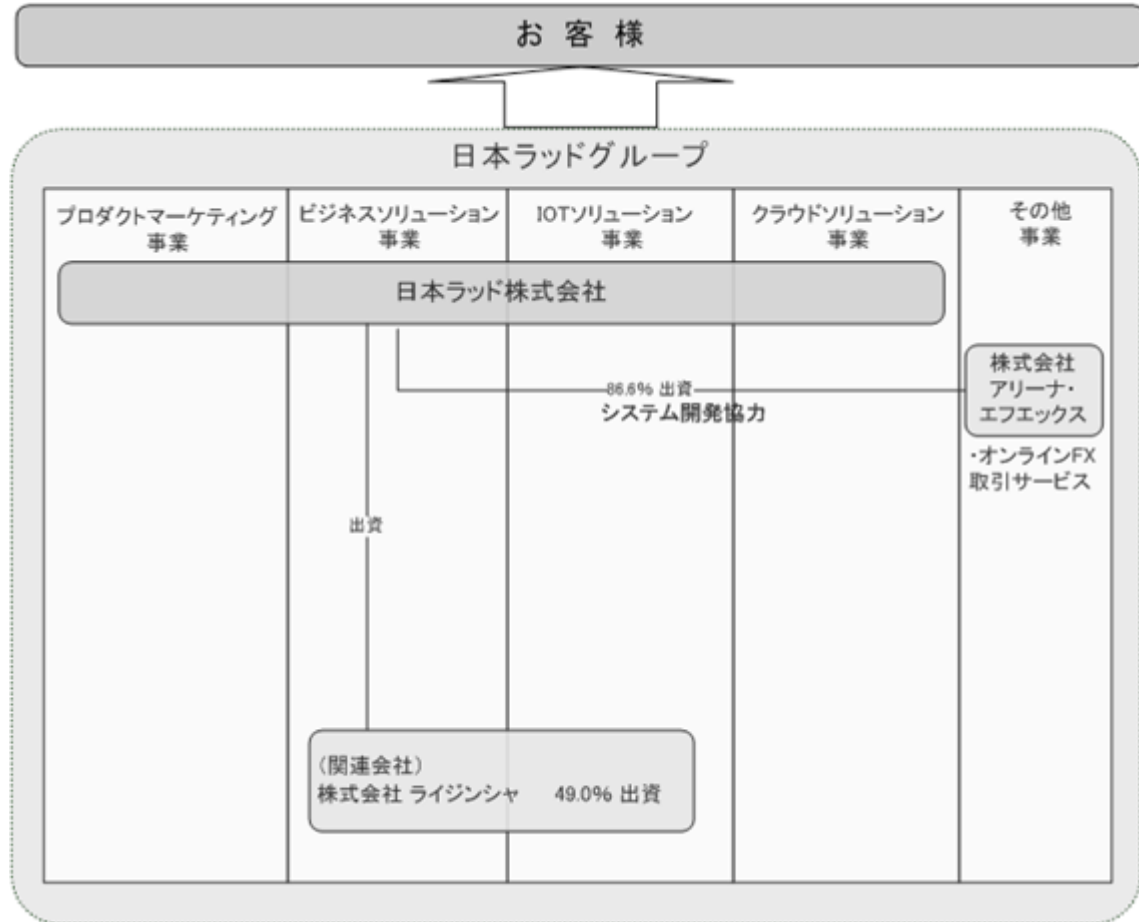 お 客 様
日本ラッドグループ
プロダクトマーケティング
事業
ビジネスソリューション
事業
IOTソリューション
事業
クラウドソリューション
事業
その他
事業
日本ラッド株式会社
86.6% 出資
システム開発協力
株式会社
アリーナ・
エフエックス
・オンラインFX
取引サービス
出資
(関連会社)
株式会社 ライジンシャ 49.0% 出資